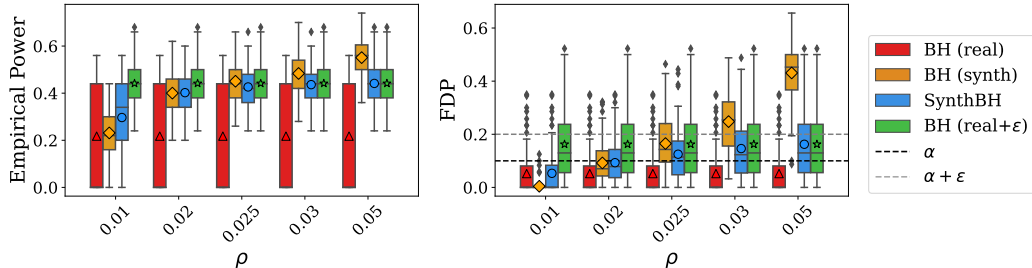 Empirical Power
0.6
0.4
0.2
0.0
0.01
0.02
0.025
0.03
0.05
ρ
FDP
0.6
0.4
0.2
0.0
0.01
0.02
0.025
0.03
0.05
ρ
BH (real)
BH (synth)
SynthBH
BH (real+ε)
α
α + ε